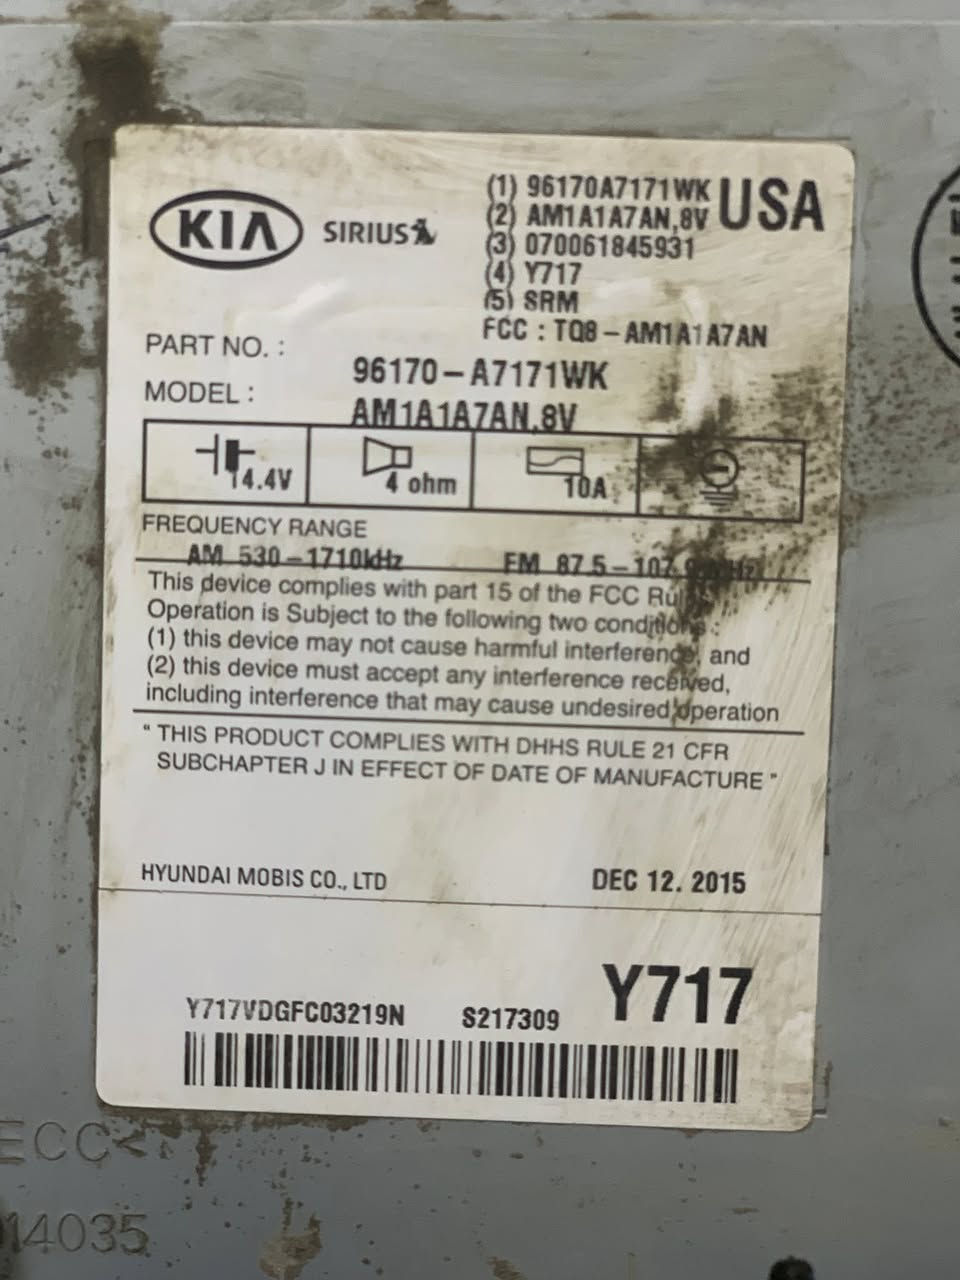 KIA SIRIUS
(1) 96170A7171WK USA
(2) AM1A1A7AN,8V
(3) 070061845931
(4) Y717
(5) SRM
FCC : TQ8-AM1A1A7AN
PART NO. : 96170-A7171WK
MODEL : AM1A1A7AN,8V
14.4V 4 ohm 10A
FREQUENCY RANGE
AM 530-1710kHz FM 87.5-107.9MHz
This device complies with part 15 of the FCC Rules
Operation is Subject to the following two conditions :
(1) this device may not cause harmful interference, and
(2) this device must accept any interference received,
including interference that may cause undesired operation
" THIS PRODUCT COMPLIES WITH DHHS RULE 21 CFR
SUBCHAPTER J IN EFFECT OF DATE OF MANUFACTURE "
HYUNDAI MOBIS CO., LTD DEC 12. 2015
Y717
Y717VDGFC03219N S217309
ECC<
14035